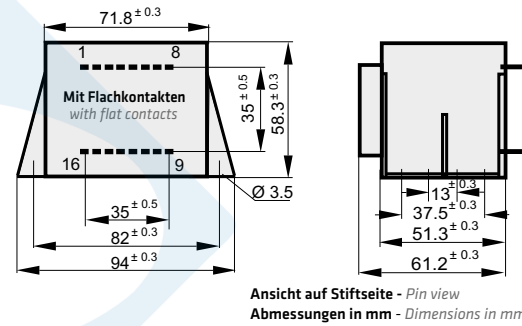 71.8 ± 0.3
1 8
Mit Flachkontakten
with flat contacts
35 ± 0.5
58.3 ± 0.3
16 9
Ø 3.5
35 ± 0.5
82 ± 0.3
94 ± 0.3
13 ± 0.3
37.5 ± 0.3
51.3 ± 0.3
61.2 ± 0.3
Ansicht auf Stiftseite - Pin view
Abmessungen in mm - Dimensions in mm